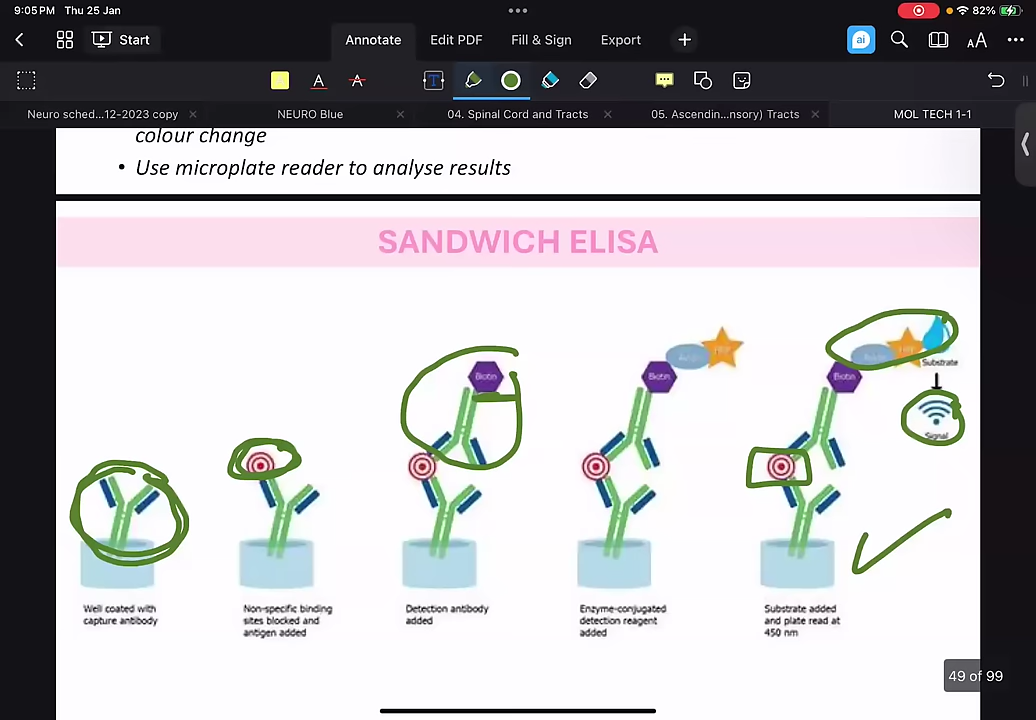 9:05 PM Thu 25 Jan
82%
Start
Annotate
Edit PDF
Fill & Sign
Export
ai
AA
A
A
T
Neuro sched...12-2023 copy
NEURO Blue
04. Spinal Cord and Tracts
05. Ascendin...nsory) Tracts
MOL TECH 1-1
colour change
• Use microplate reader to analyse results
SANDWICH ELISA
Biotin
Biotin
Biotin
Substrate
Signal
Well coated with
capture antibody
Non-specific binding
sites blocked and
antigen added
Detection antibody
added
Enzyme-conjugated
detection reagent
added
Substrate added
and plate read at
450 nm
49 of 99